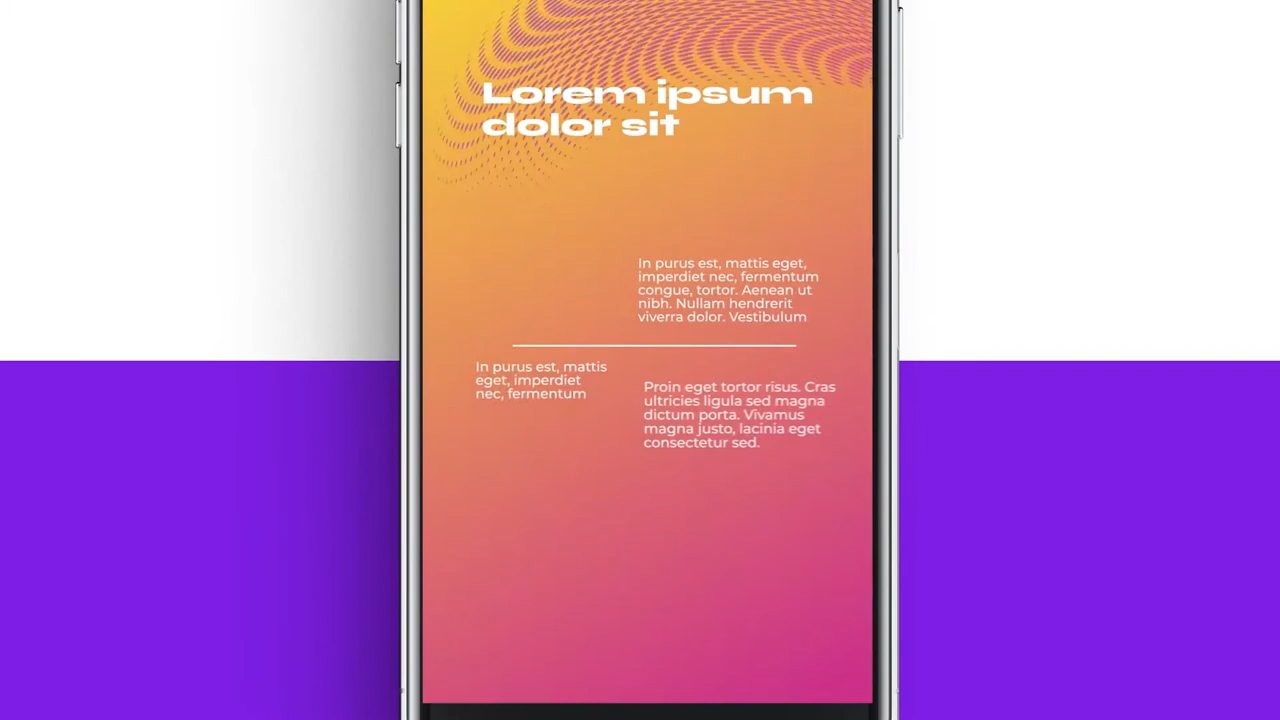 Lorem ipsum
dolor sit
In purus est, mattis eget,
imperdiet nec, fermentum
congue, tortor. Aenean ut
nibh. Nullam hendrerit
viverra dolor. Vestibulum
In purus est, mattis
eget, imperdiet
nec, fermentum
Proin eget tortor risus. Cras
ultricies ligula sed magna
dictum porta. Vivamus
magna justo, lacinia eget
consectetur sed.